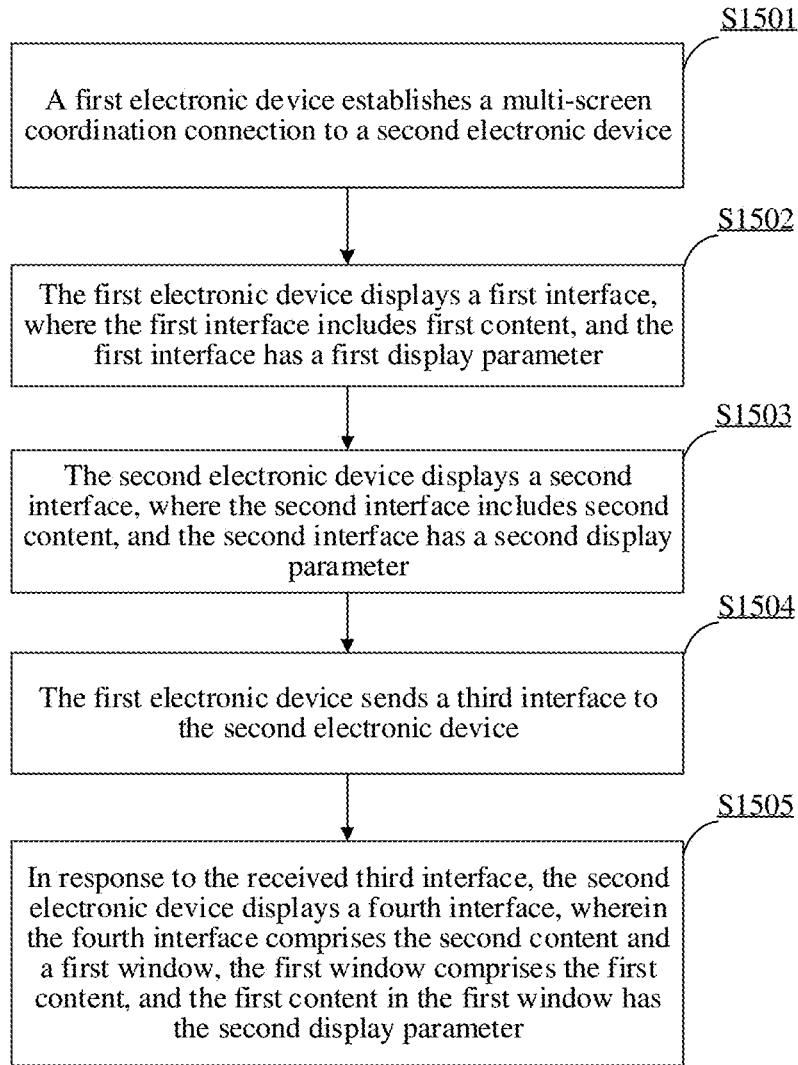 S1501
A first electronic device establishes a multi-screen
coordination connection to a second electronic device
S1502
The first electronic device displays a first interface,
where the first interface includes first content, and the
first interface has a first display parameter
S1503
The second electronic device displays a second
interface, where the second interface includes second
content, and the second interface has a second display
parameter
S1504
The first electronic device sends a third interface to
the second electronic device
S1505
In response to the received third interface, the second
electronic device displays a fourth interface, wherein
the fourth interface comprises the second content and
a first window, the first window comprises the first
content, and the first content in the first window has
the second display parameter